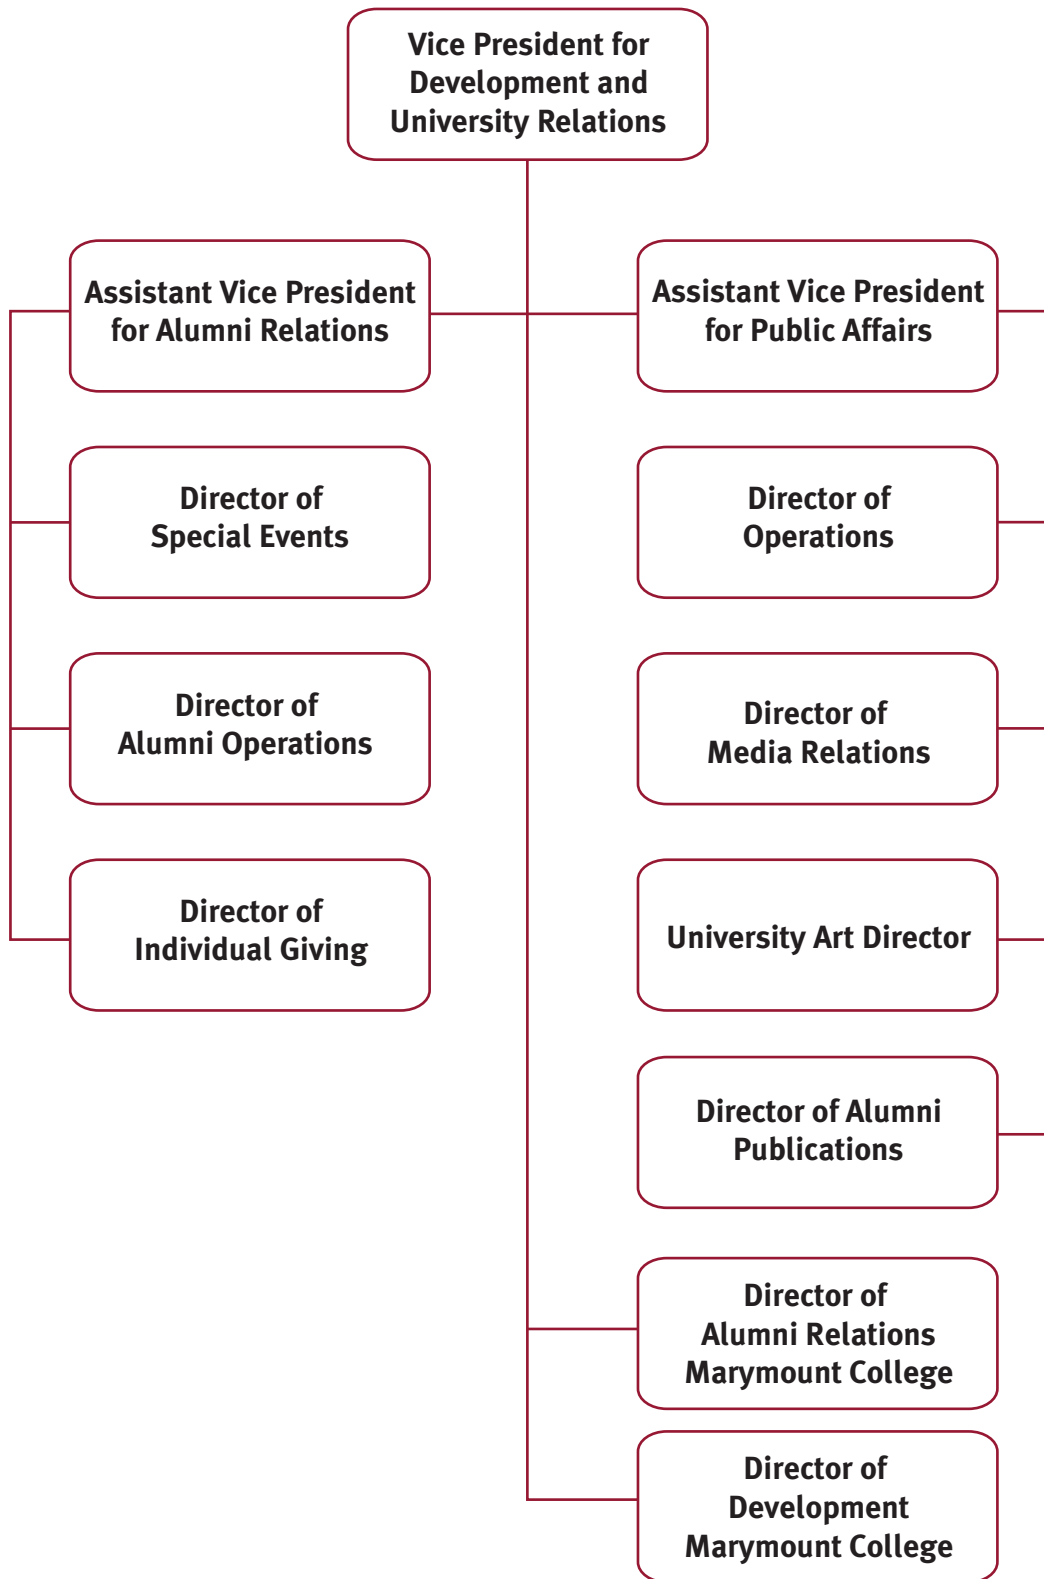 Vice President for
Development and
University Relations
Assistant Vice President
for Alumni Relations
Assistant Vice President
for Public Affairs
Director of
Special Events
Director of
Operations
Director of
Alumni Operations
Director of
Media Relations
Director of
Individual Giving
University Art Director
Director of Alumni
Publications
Director of
Alumni Relations
Marymount College
Director of
Development
Marymount College